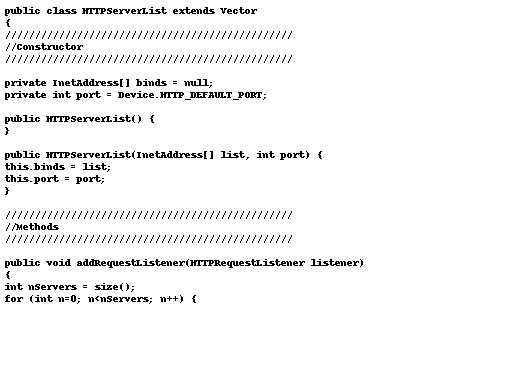 public class HTTPServerList extends Vector
{
////////////////////////////////////////////////
//Constructor
////////////////////////////////////////////////
private InetAddress[] binds = null;
private int port = Device.HTTP_DEFAULT_PORT;
public HTTPServerList() {
}
public HTTPServerList(InetAddress[] list, int port) {
this.binds = list;
this.port = port;
}
////////////////////////////////////////////////
//Methods
////////////////////////////////////////////////
public void addRequestListener(HTTPRequestListener listener)
{
int nServers = size();
for (int n=0; n<nServers; n++) {